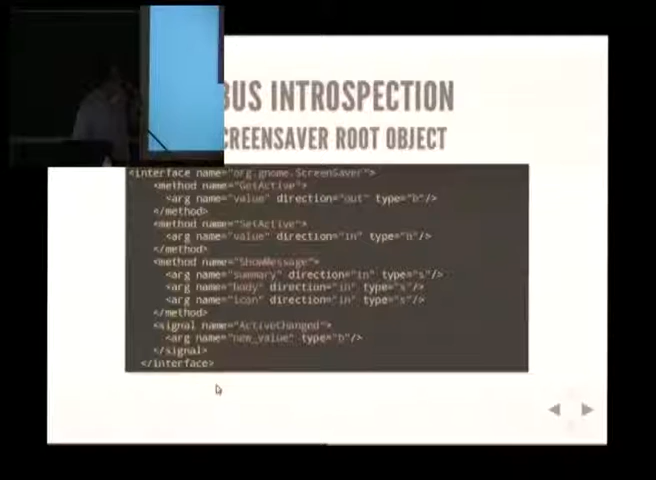 BUS INTROSPECTION
CREENSAVER ROOT OBJECT
<interface name="org.gnome.ScreenSaver">
<method name="GetActive">
<arg name="value" direction="out" type="b"/>
</method>
<method name="SetActive">
<arg name="value" direction="in" type="b"/>
</method>
<method name="ShowMessage">
<arg name="summary" direction="in" type="s"/>
<arg name="body" direction="in" type="s"/>
<arg name="icon" direction="in" type="s"/>
</method>
<signal name="ActiveChanged">
<arg name="new_value" type="b"/>
</signal>
</interface>